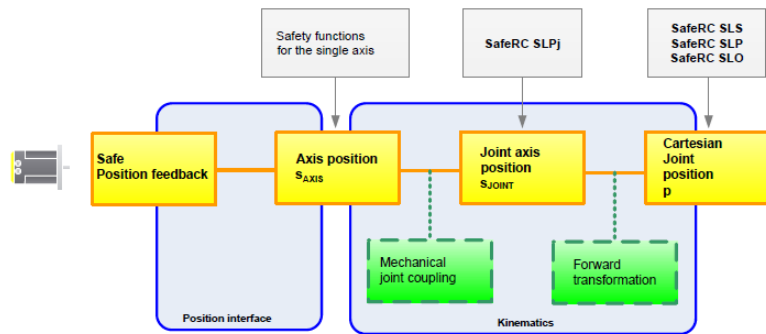 Safety functions
for the single axis
SafeRC SLPj
SafeRC SLS
SafeRC SLP
SafeRC SLO
Safe
Position feedback
Axis position
sAXIS
Joint axis
position
sJOINT
Cartesian
Joint
position
p
Mechanical
joint coupling
Forward
transformation
Position interface
Kinematics